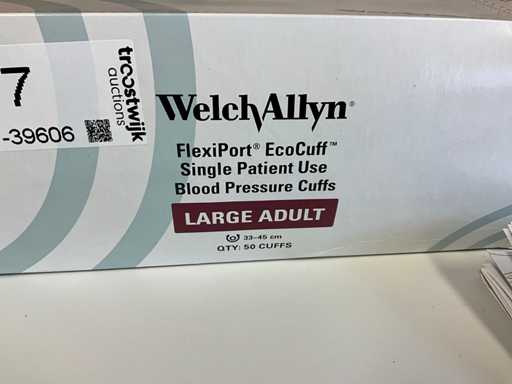 7
-39606
troostwijk
auctions
WelchAllyn®
FlexiPort® EcoCuff™
Single Patient Use
Blood Pressure Cuffs
LARGE ADULT
33-45 cm
QTY: 50 CUFFS